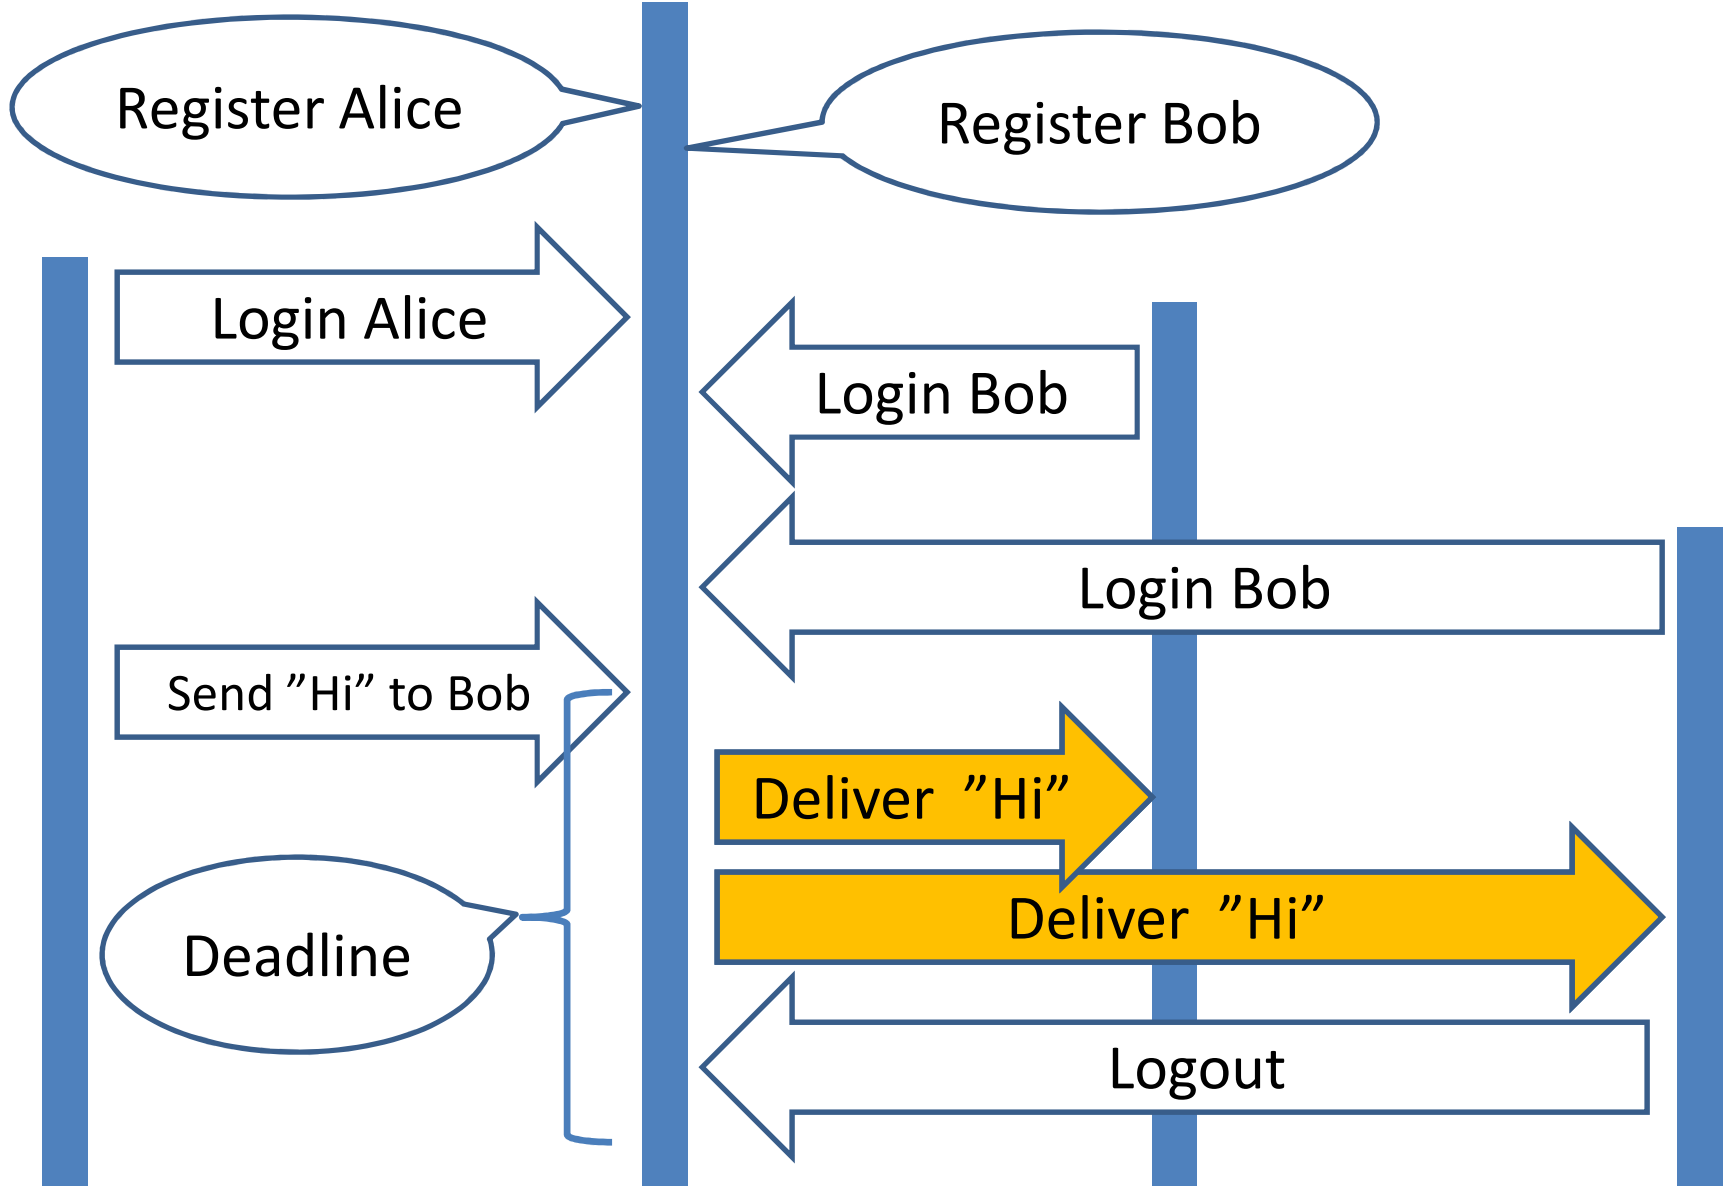 Register Alice
Register Bob
Login Alice
Login Bob
Login Bob
Send ”Hi” to Bob
Deliver ”Hi”
Deliver ”Hi”
Deadline
Logout